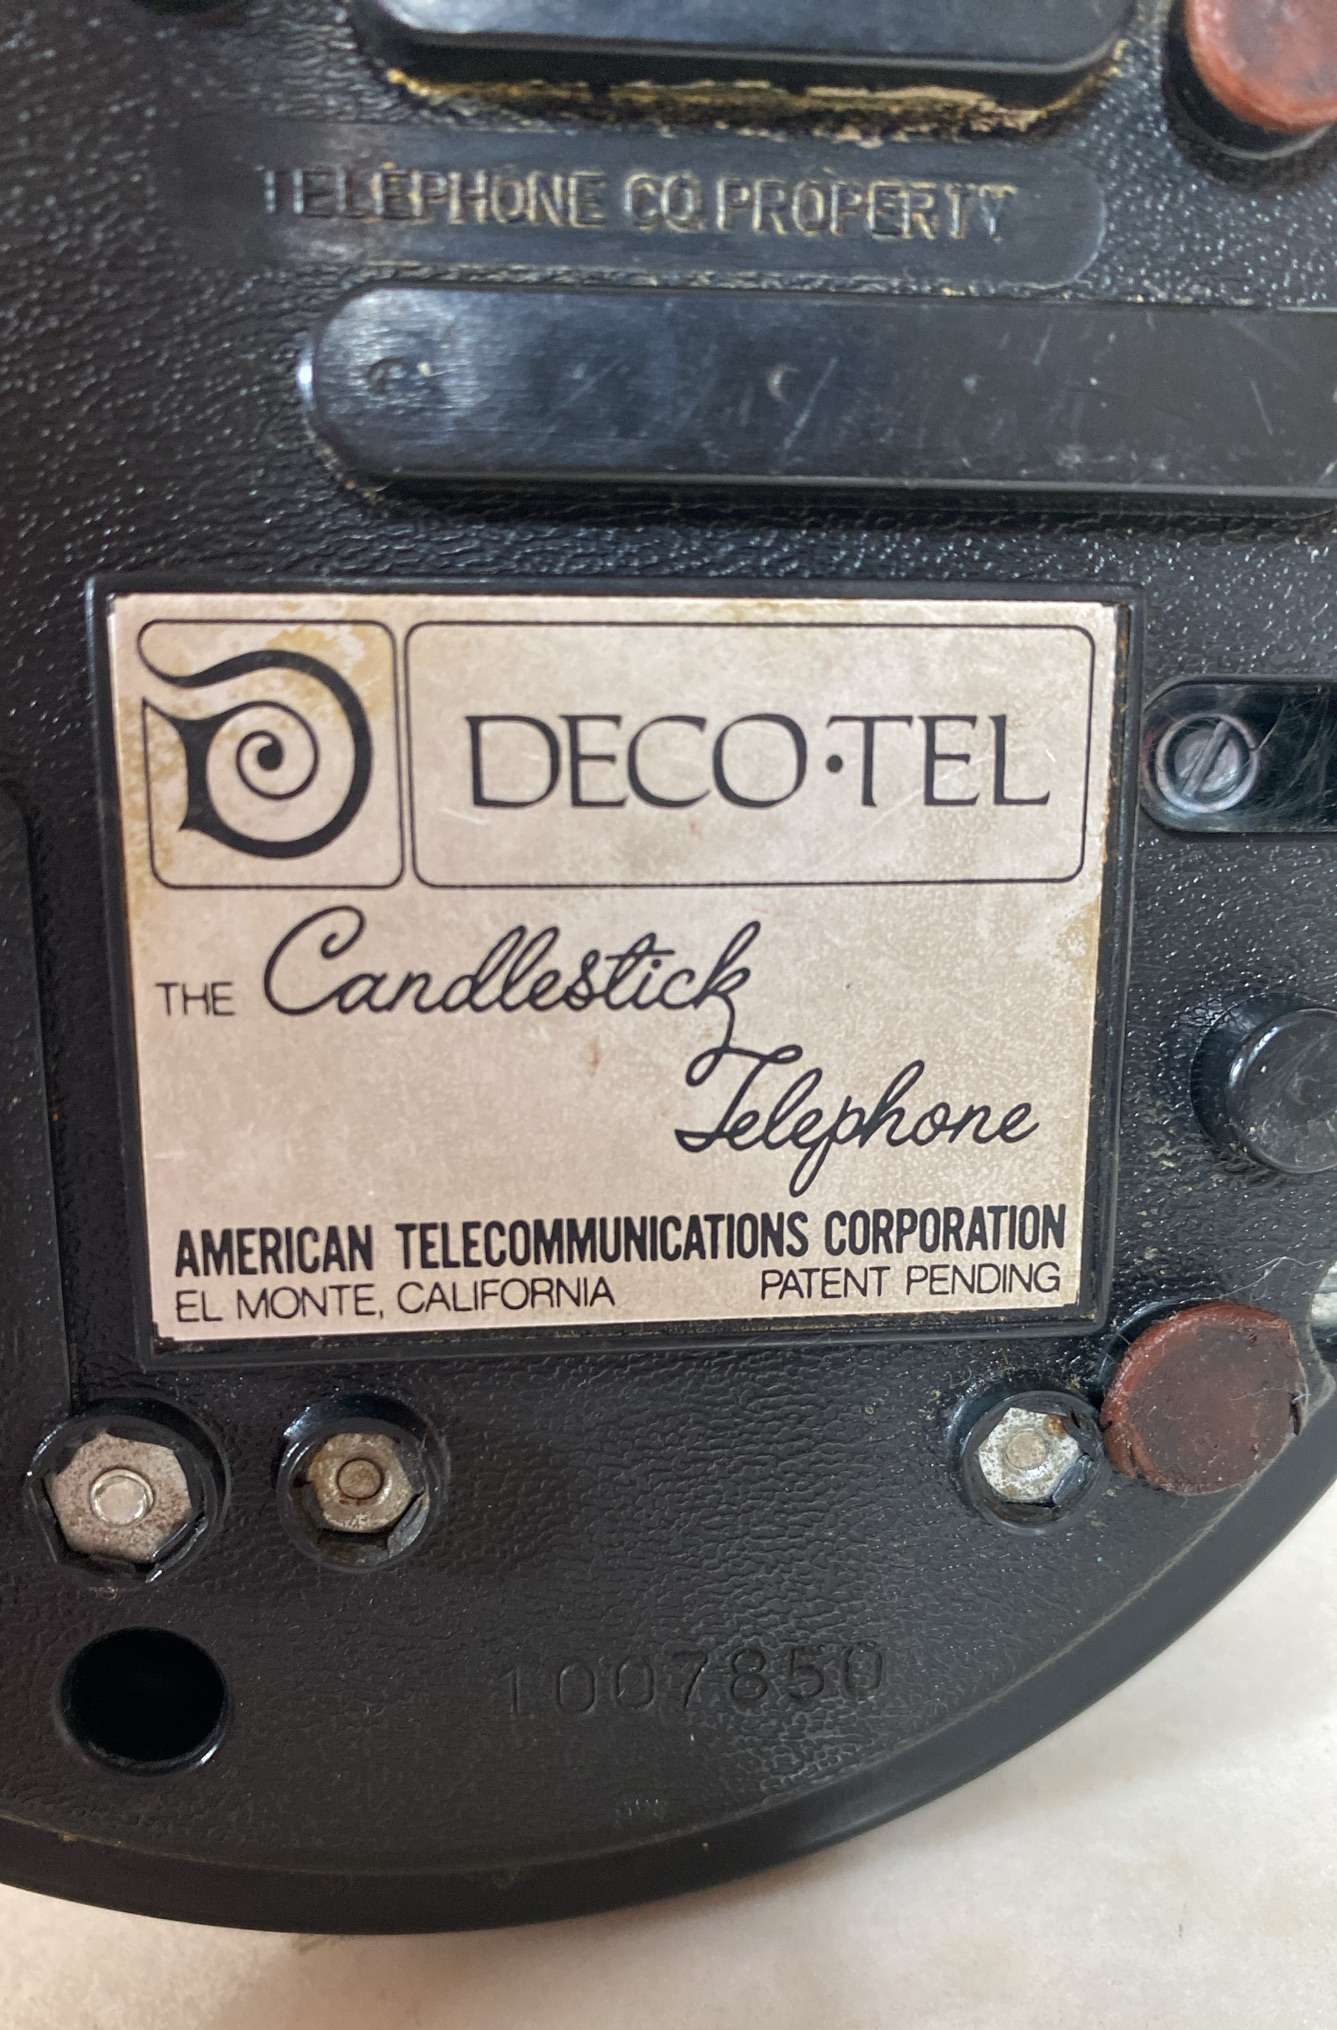 TELEPHONE CO. PROPERTY
DECO·TEL
THE Candlestick
Telephone
AMERICAN TELECOMMUNICATIONS CORPORATION
EL MONTE, CALIFORNIA PATENT PENDING
1007850